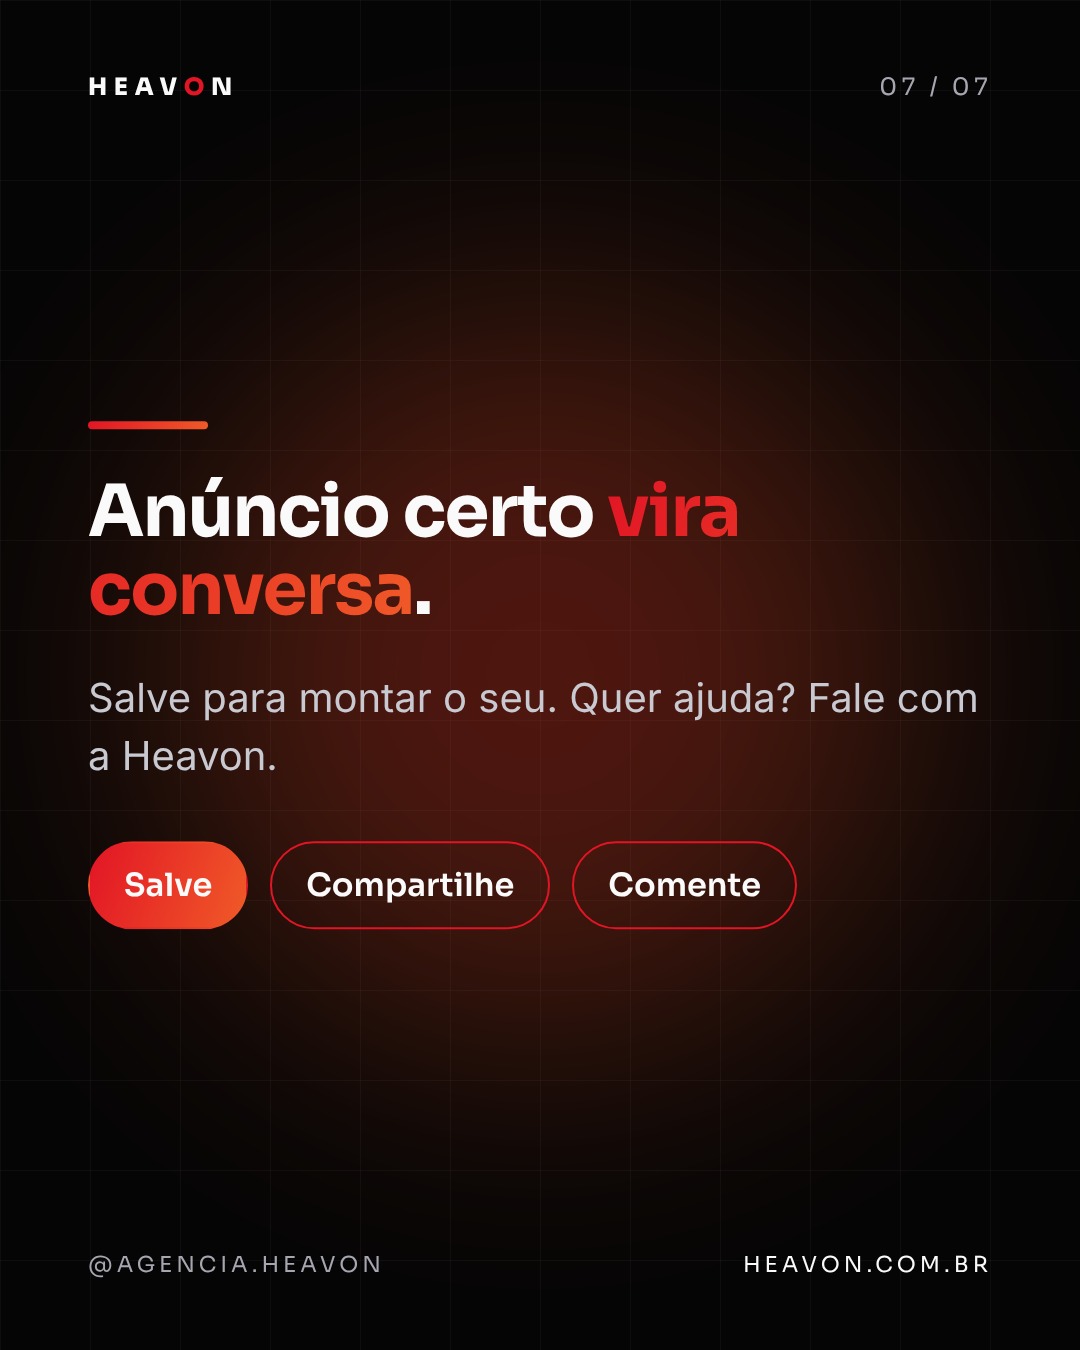 HEAVON
07 / 07
Anúncio certo vira
conversa.
Salve para montar o seu. Quer ajuda? Fale com
a Heavon.
Salve
Compartilhe
Comente
@AGENCIA.HEAVON
HEAVON.COM.BR